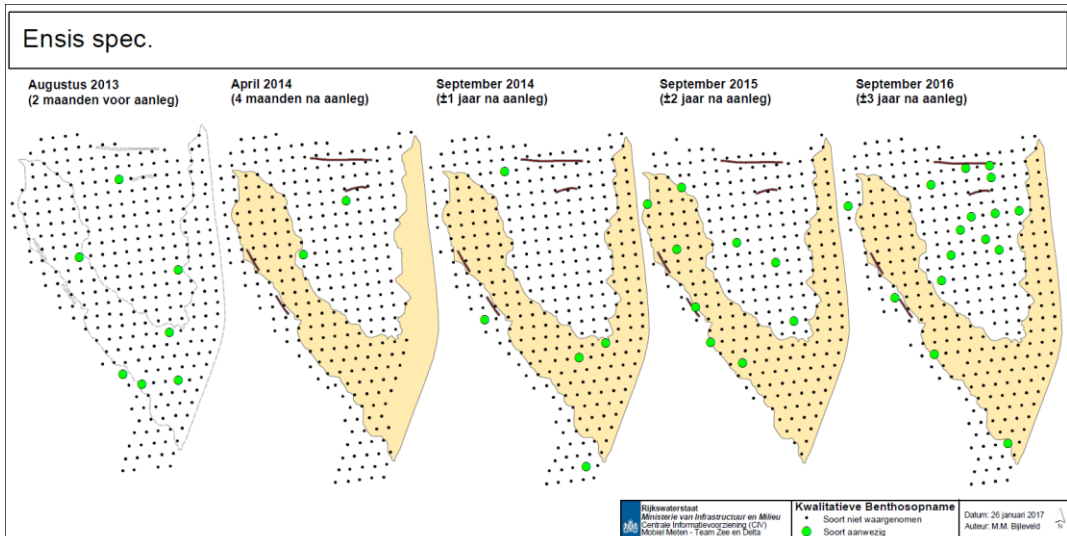 Ensis spec.
Augustus 2013
(2 maanden voor aanleg)
April 2014
(4 maanden na aanleg)
September 2014
(±1 jaar na aanleg)
September 2015
(±2 jaar na aanleg)
September 2016
(±3 jaar na aanleg)
Rijkswaterstaat
Ministerie van Infrastructuur en Milieu
Centrale Informatievoorziening (CIV)
Mobiel Meten - Team Zee en Delta
Kwalitatieve Benthosopname
Soort niet waargenomen
Soort aanwezig
Datum: 26 januari 2017
Auteur: M.M. Bijleveld
N